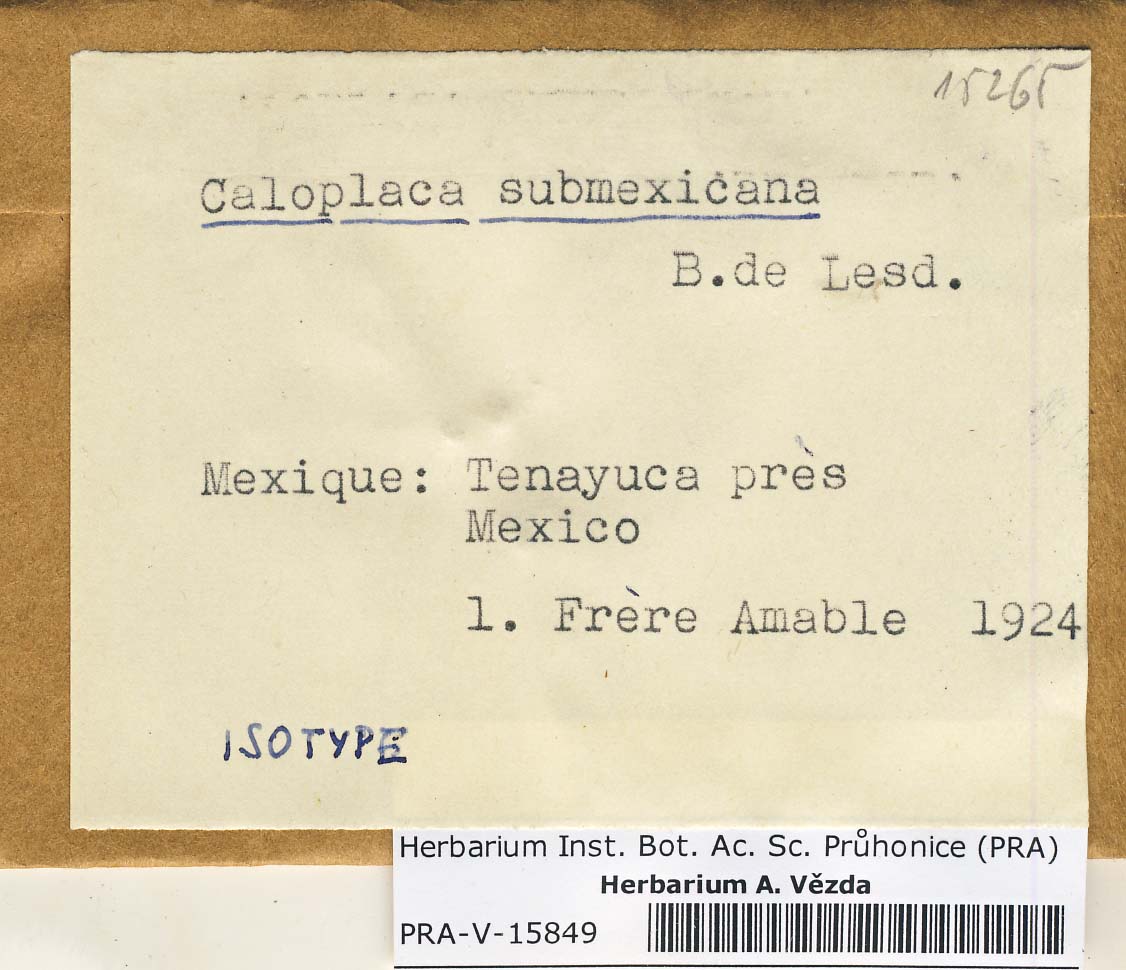 15265
Caloplaca submexicana
B.de Lesd.
Mexique: Tenayuca près
Mexico
l. Frère Amable 1924
ISOTYPE
Herbarium Inst. Bot. Ac. Sc. Průhonice (PRA)
Herbarium A. Vězda
PRA-V-15849